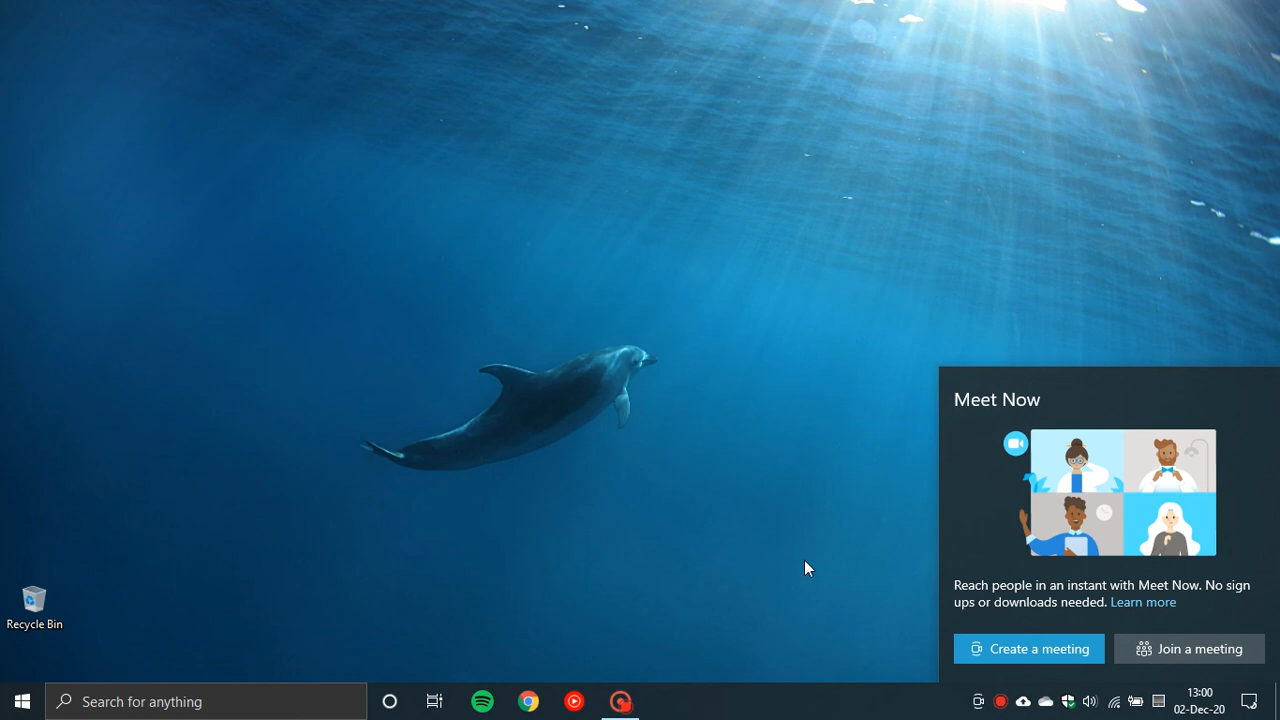 Meet Now
Reach people in an instant with Meet Now. No sign
ups or downloads needed. Learn more
Create a meeting
Join a meeting
Recycle Bin
Search for anything
13:00
02-Dec-20